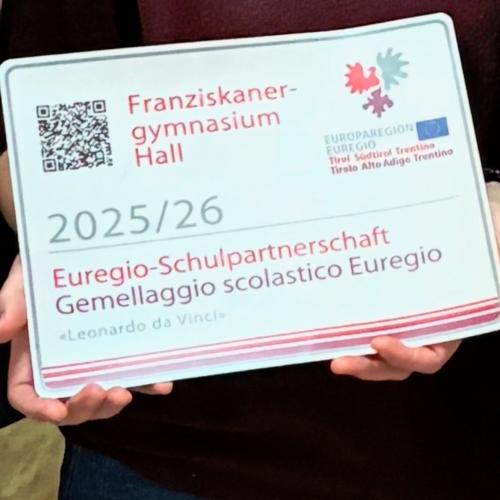 Franziskaner-
gymnasium
Hall
EUROPAREGION
EUREGIO
Tirol Südtirol Trentino
Tirolo Alto Adige Trentino
2025/26
Euregio-Schulpartnerschaft
Gemellaggio scolastico Euregio
«Leonardo da Vinci»